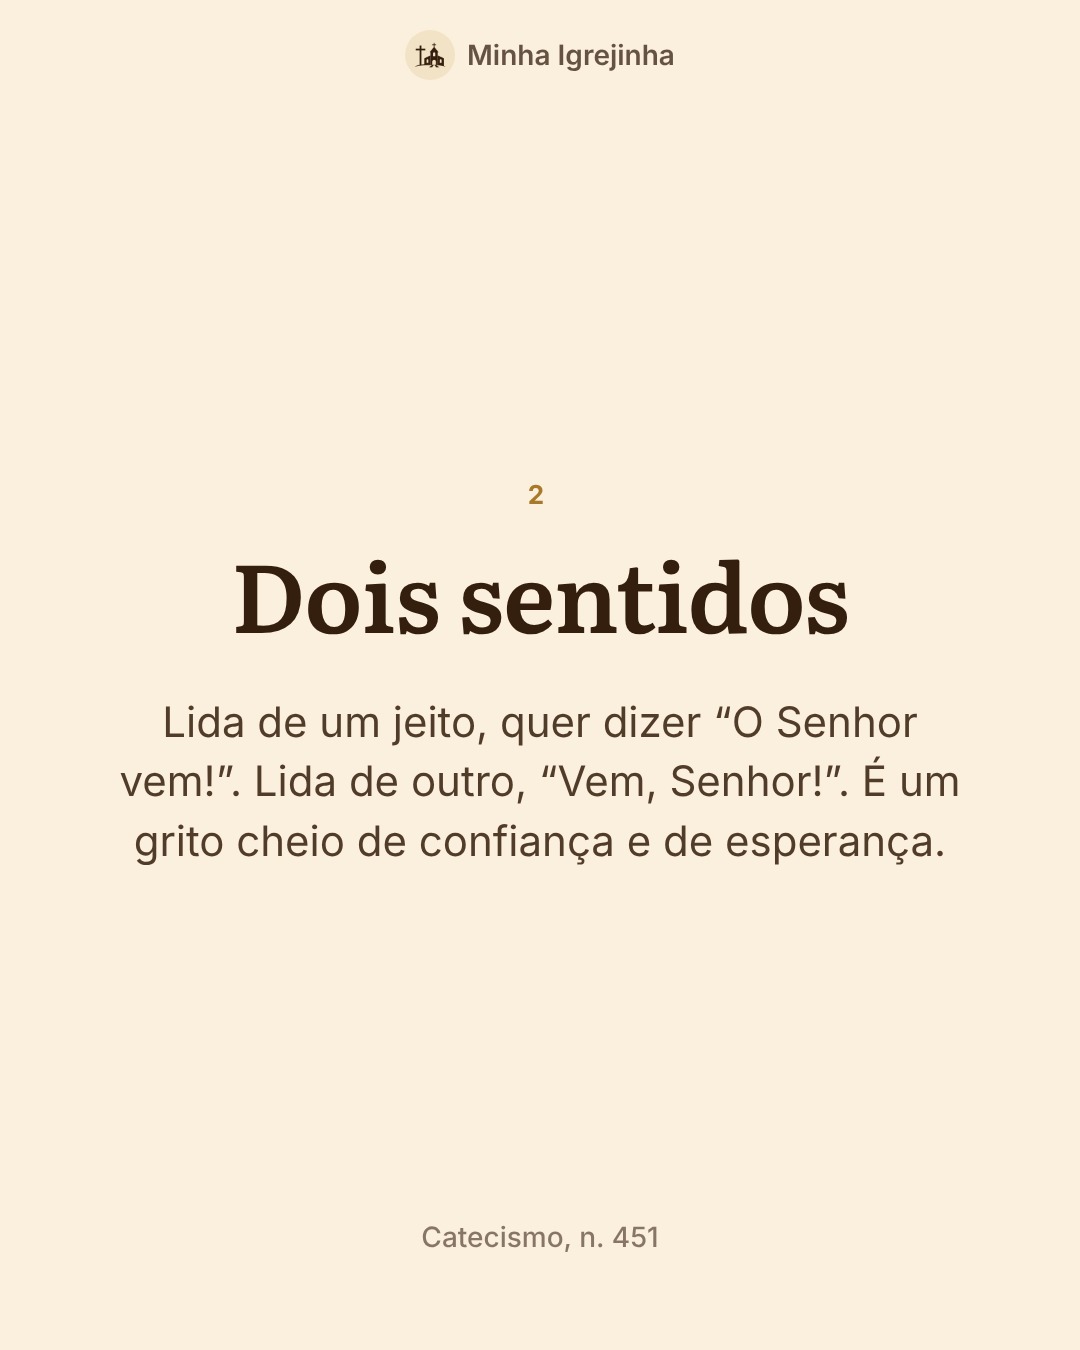 Minha Igrejinha
2
Dois sentidos
Lida de um jeito, quer dizer “O Senhor
vem!”. Lida de outro, “Vem, Senhor!”. É um
grito cheio de confiança e de esperança.
Catecismo, n. 451